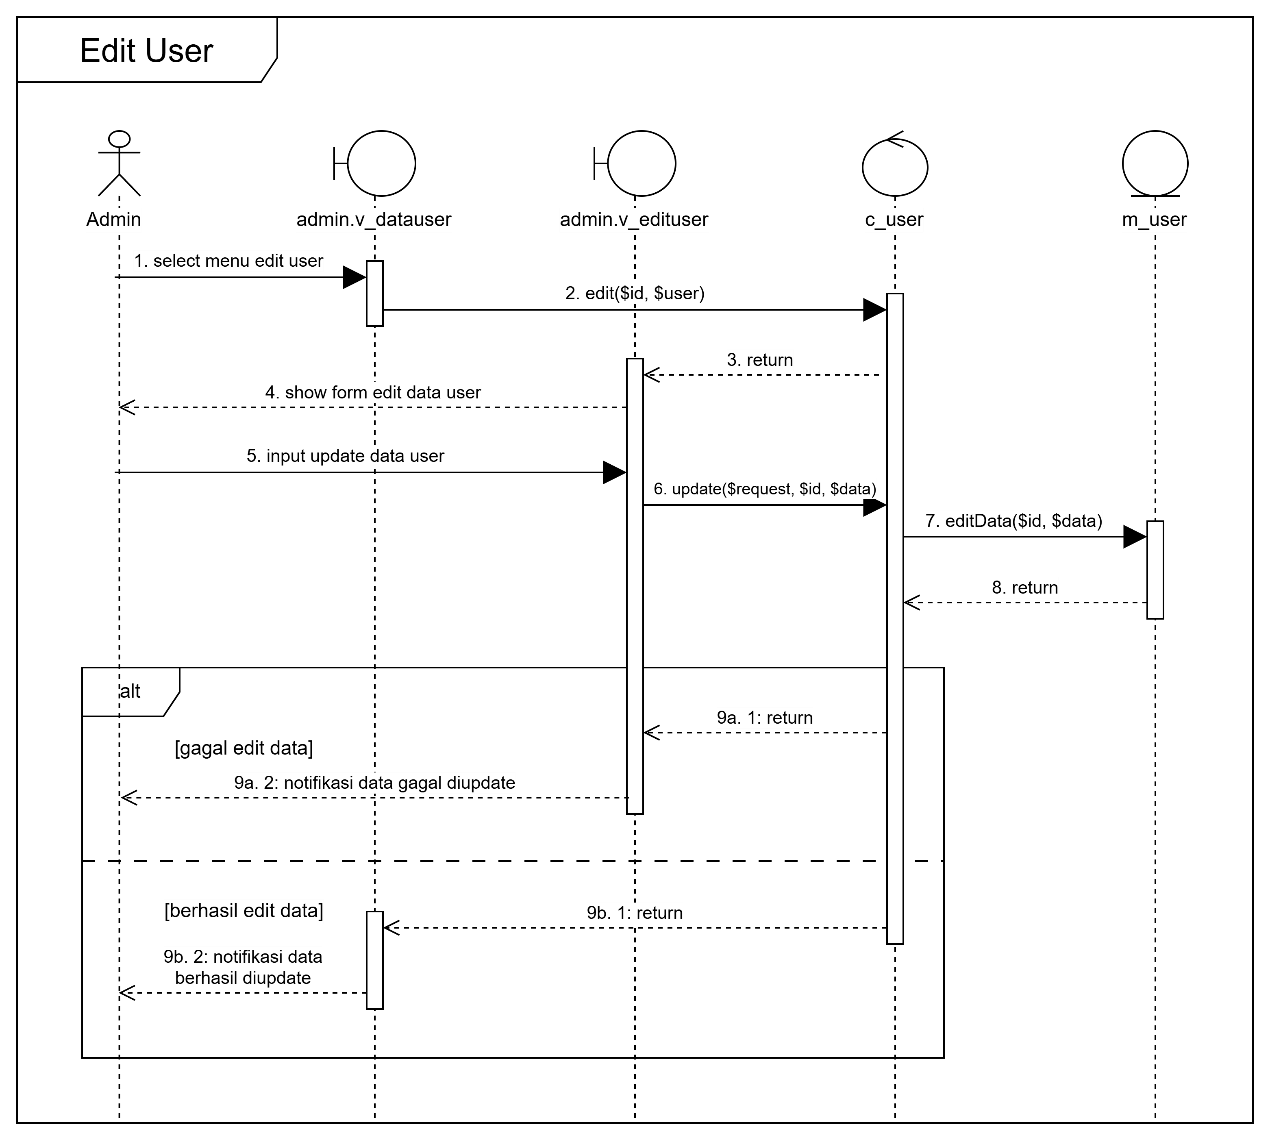 Edit User
Admin
admin.v_datauser
admin.v_edituser
c_user
m_user
1. select menu edit user
2. edit($id, $user)
3. return
4. show form edit data user
5. input update data user
6. update($request, $id, $data)
7. editData($id, $data)
8. return
alt
9a. 1: return
[gagal edit data]
9a. 2: notifikasi data gagal diupdate
[berhasil edit data]
9b. 1: return
9b. 2: notifikasi data
berhasil diupdate